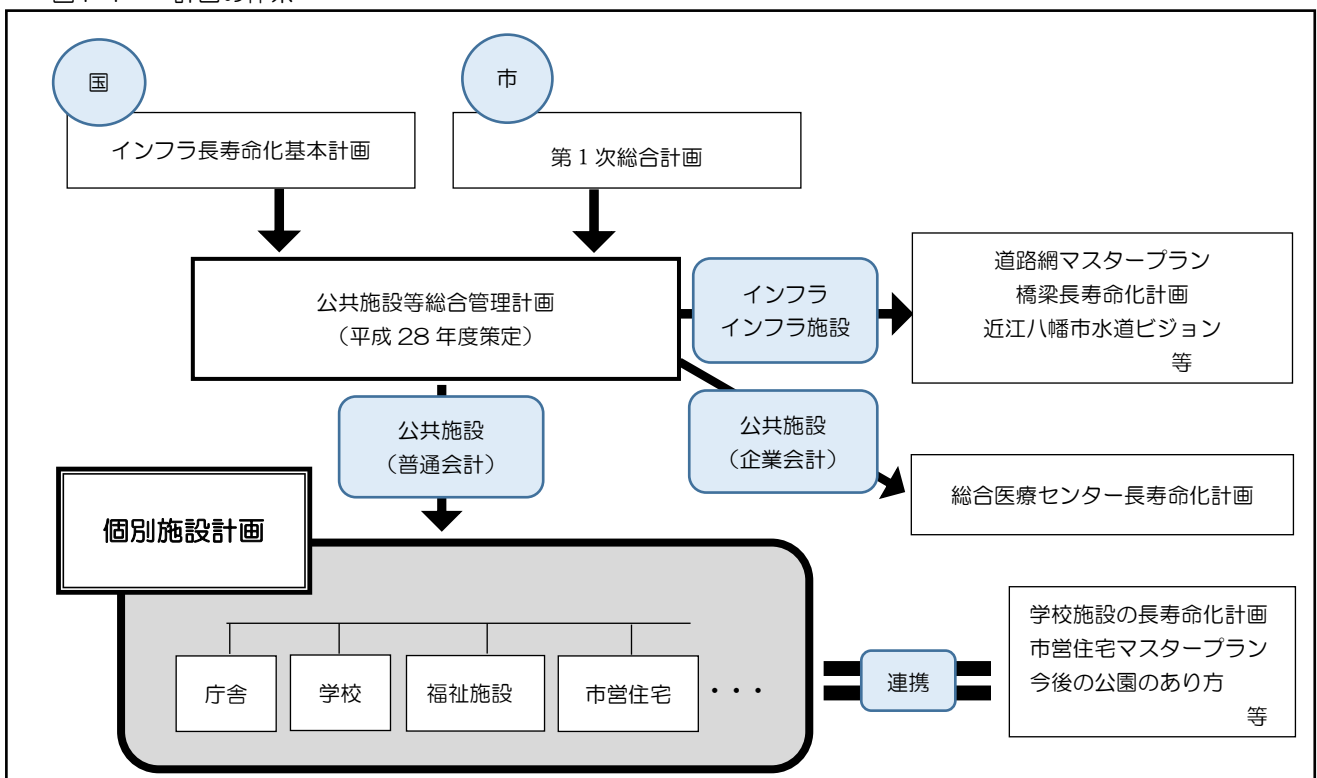 国
市
インフラ長寿命化基本計画
第1次総合計画
公共施設等総合管理計画
（平成 28 年度策定）
インフラ
インフラ施設
道路網マスタープラン
橋梁長寿命化計画
近江八幡市水道ビジョン
等
公共施設
（普通会計）
公共施設
（企業会計）
総合医療センター長寿命化計画
個別施設計画
庁舎
学校
福祉施設
市営住宅
・・・
連携
学校施設の長寿命化計画
市営住宅マスタープラン
今後の公園のあり方
等